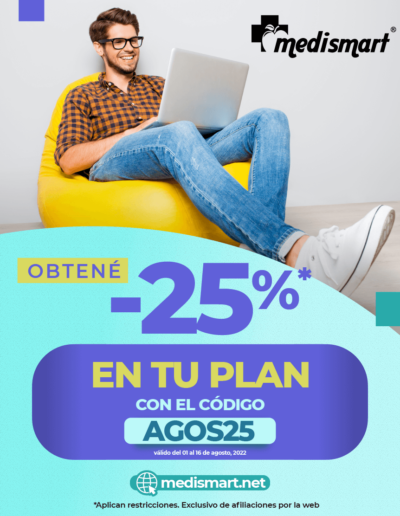 medismart®
OBTENÉ
-25%*
EN TU PLAN
CON EL CÓDIGO
AGOS25
válido del 01 al 16 de agosto, 2022
medismart.net
*Aplican restricciones. Exclusivo de afiliaciones por la web